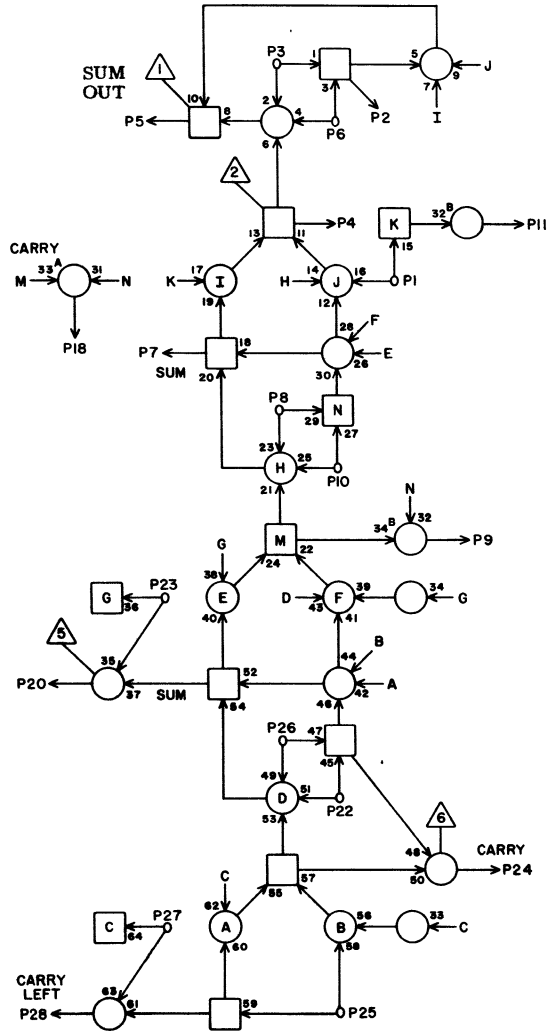 P3 1 5 J
SUM 1 3 7 9
OUT 10 2 4 P2 I
P5 8 6 P6
2
13 11 P4 K 32 B P11
15
CARRY
33 A 31 17 I H 14 J 16 P1
M N K 19 12
P18 28 F
P7 18 26 E
SUM 20 30
P8 29 N
23 27
H 25 P10
21
N
M 34 B 32 P9
G 24 22
38 E D F 39 34 G
G 36 P23 40 43 41
5
35 52 44 B
P20 37 SUM 54 46 42 A
P26 47
49 45
D 51 P22 6
53
48 CARRY
55 57 50 P24
C
62 A B 56 33 C
C 64 P27 60 58
CARRY 63
LEFT
P28 61 59 P25